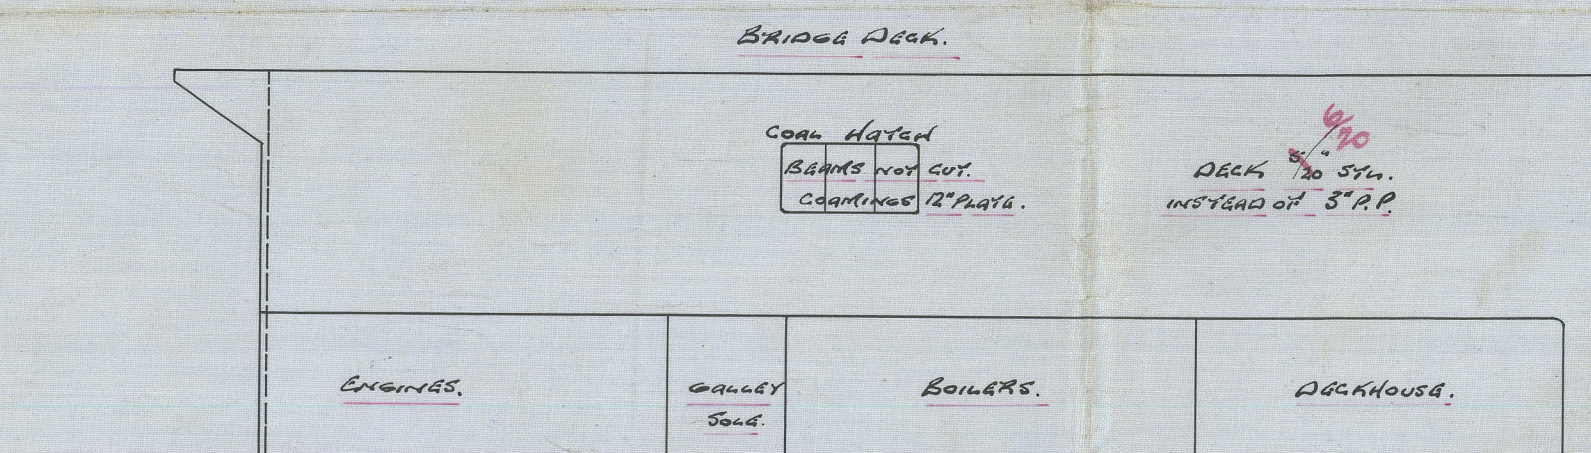 BRIDGE DECK.
COAL HATCH
BEAMS NOT CUT.
COAMINGS 12" PLATE.
6/20
DECK 5/20" STL.
INSTEAD OF 3" P.P.
ENGINES.
GALLEY
SOLE.
BOILERS.
DECKHOUSE.